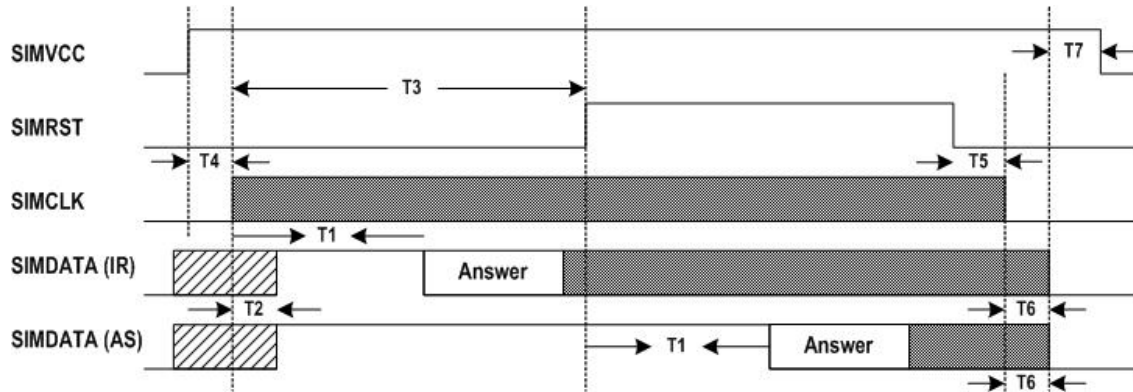 SIMVCC
T7
T3
SIMRST
T4
T5
SIMCLK
T1
SIMDATA (IR)
Answer
T2
T6
SIMDATA (AS)
T1
Answer
T6